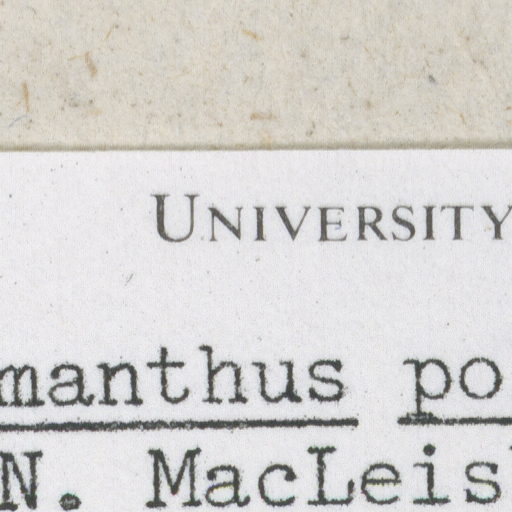 UNIVERSITY
manthus po
N. MacLeis